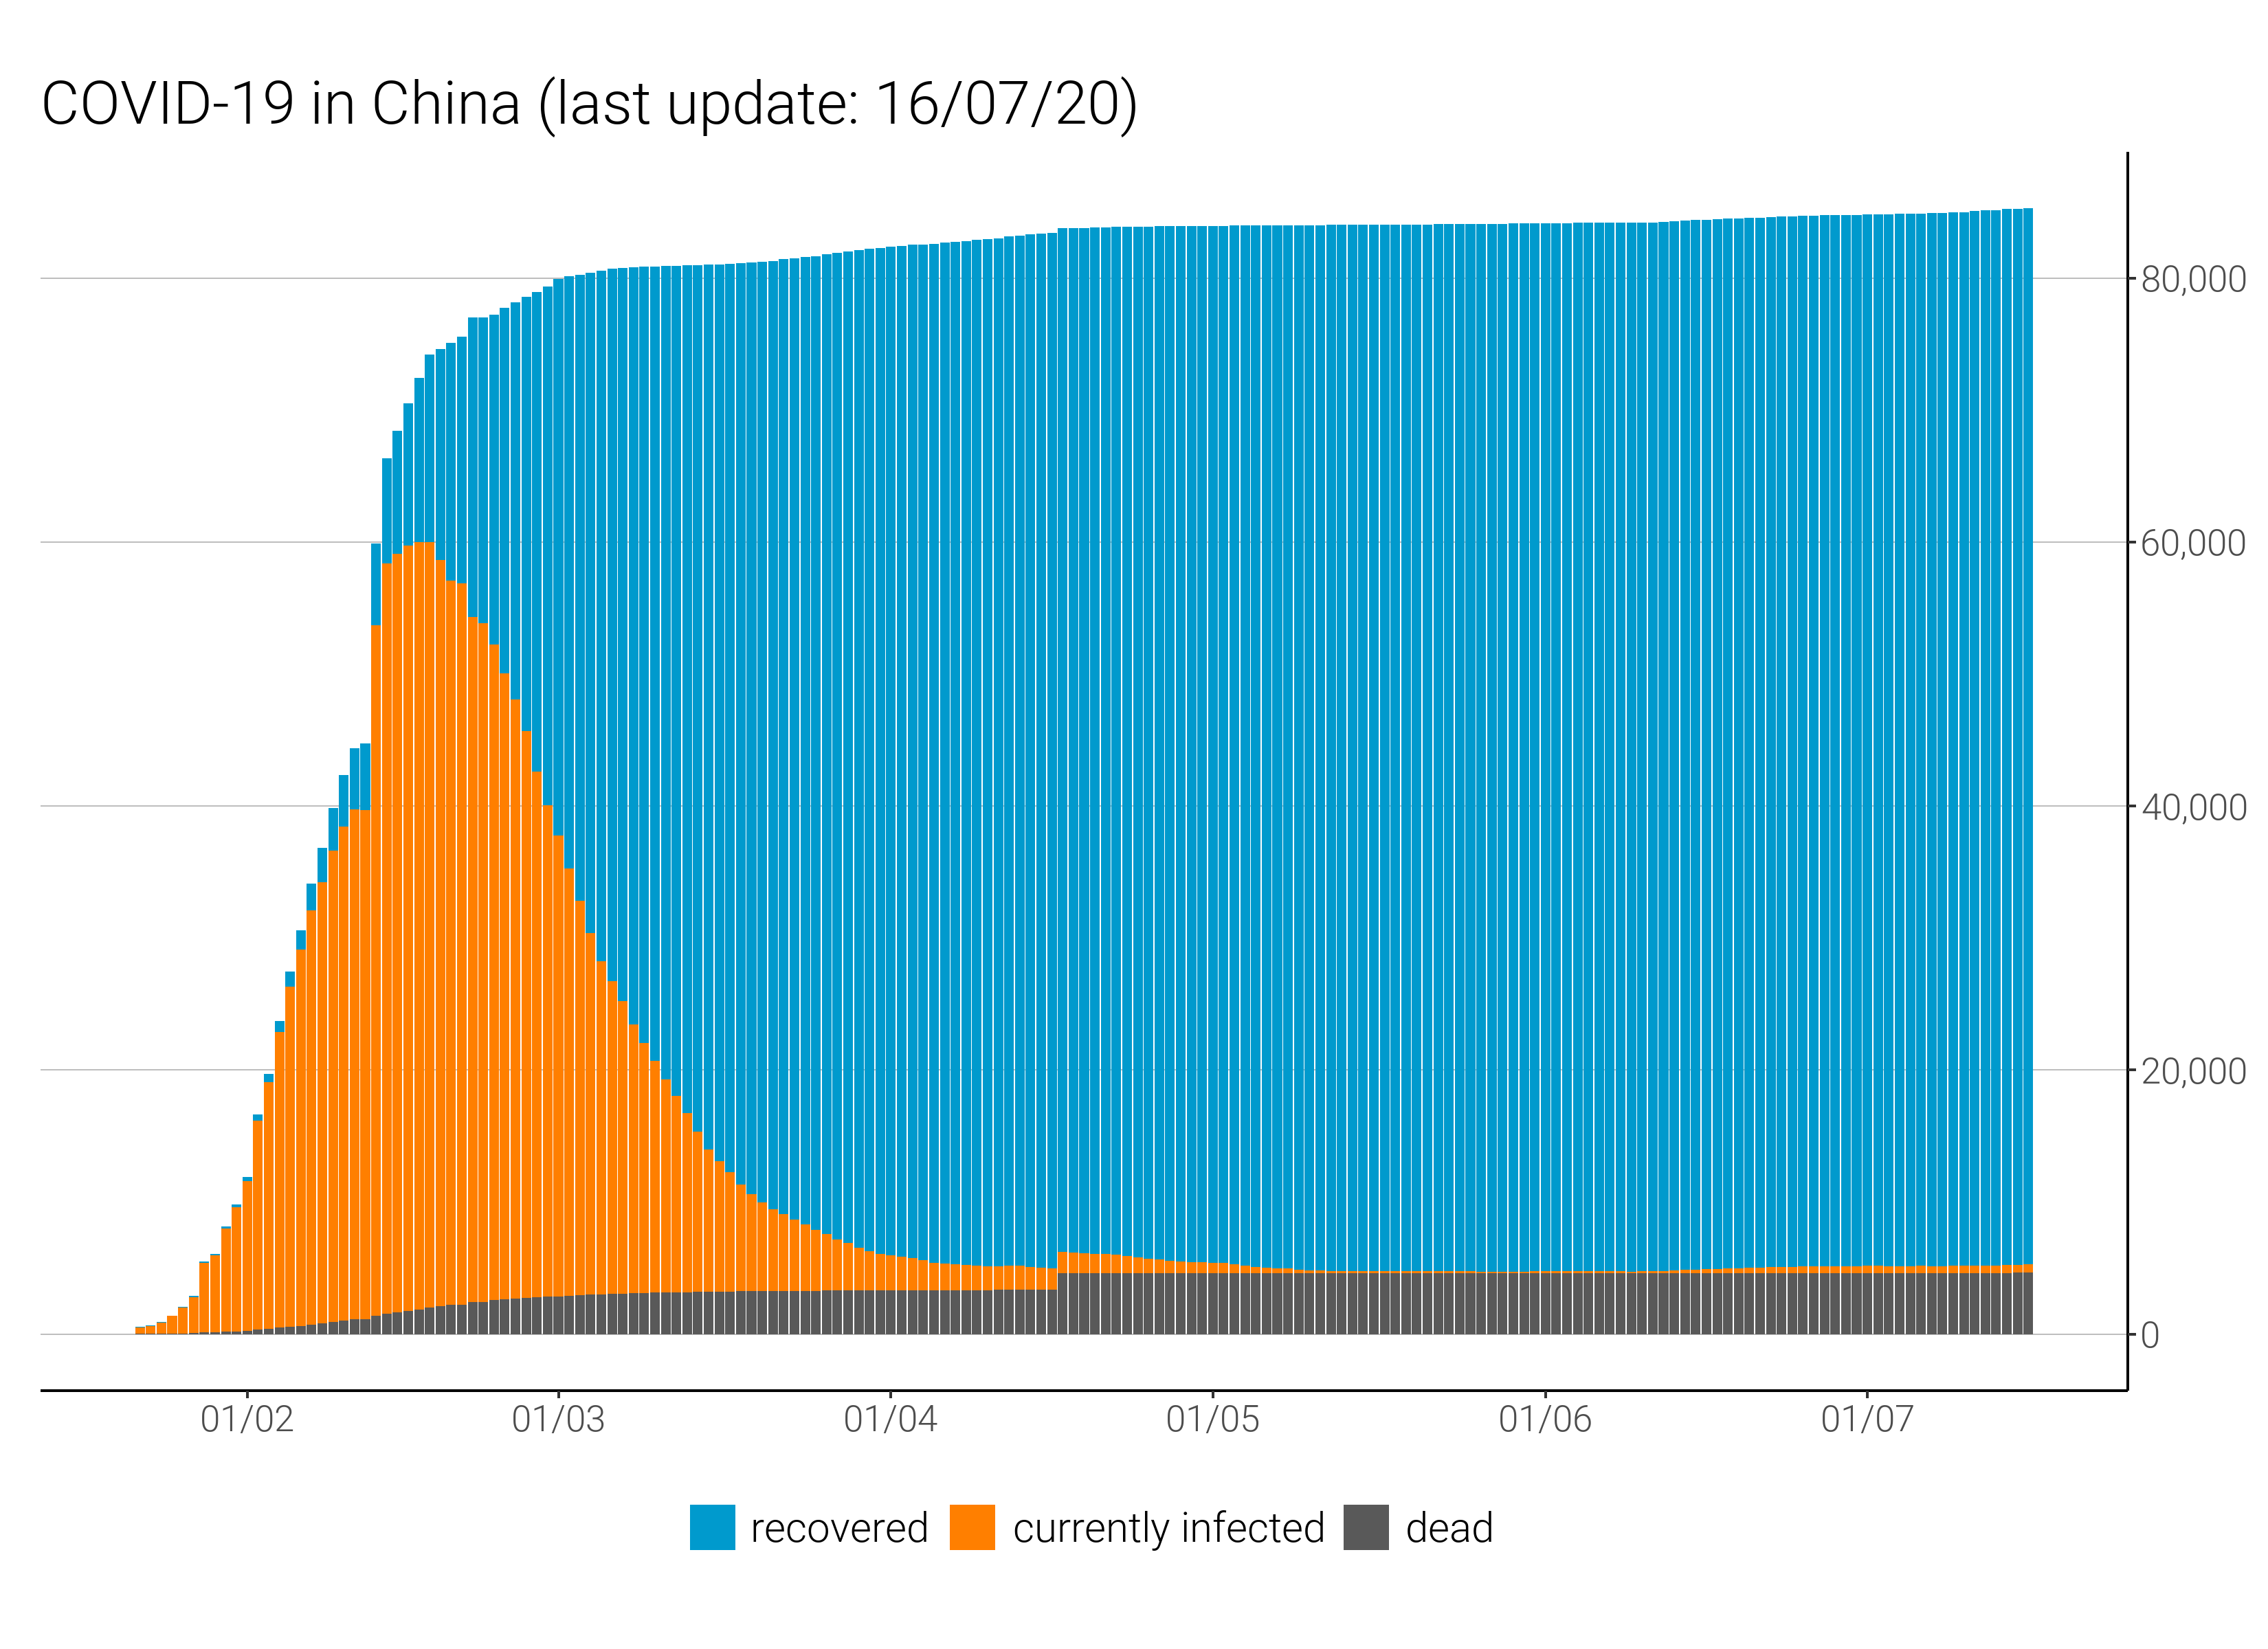 COVID-19 in China (last update: 16/07/20)
80,000
60,000
40,000
20,000
0
01/02 01/03 01/04 01/05 01/06 01/07
recovered currently infected dead